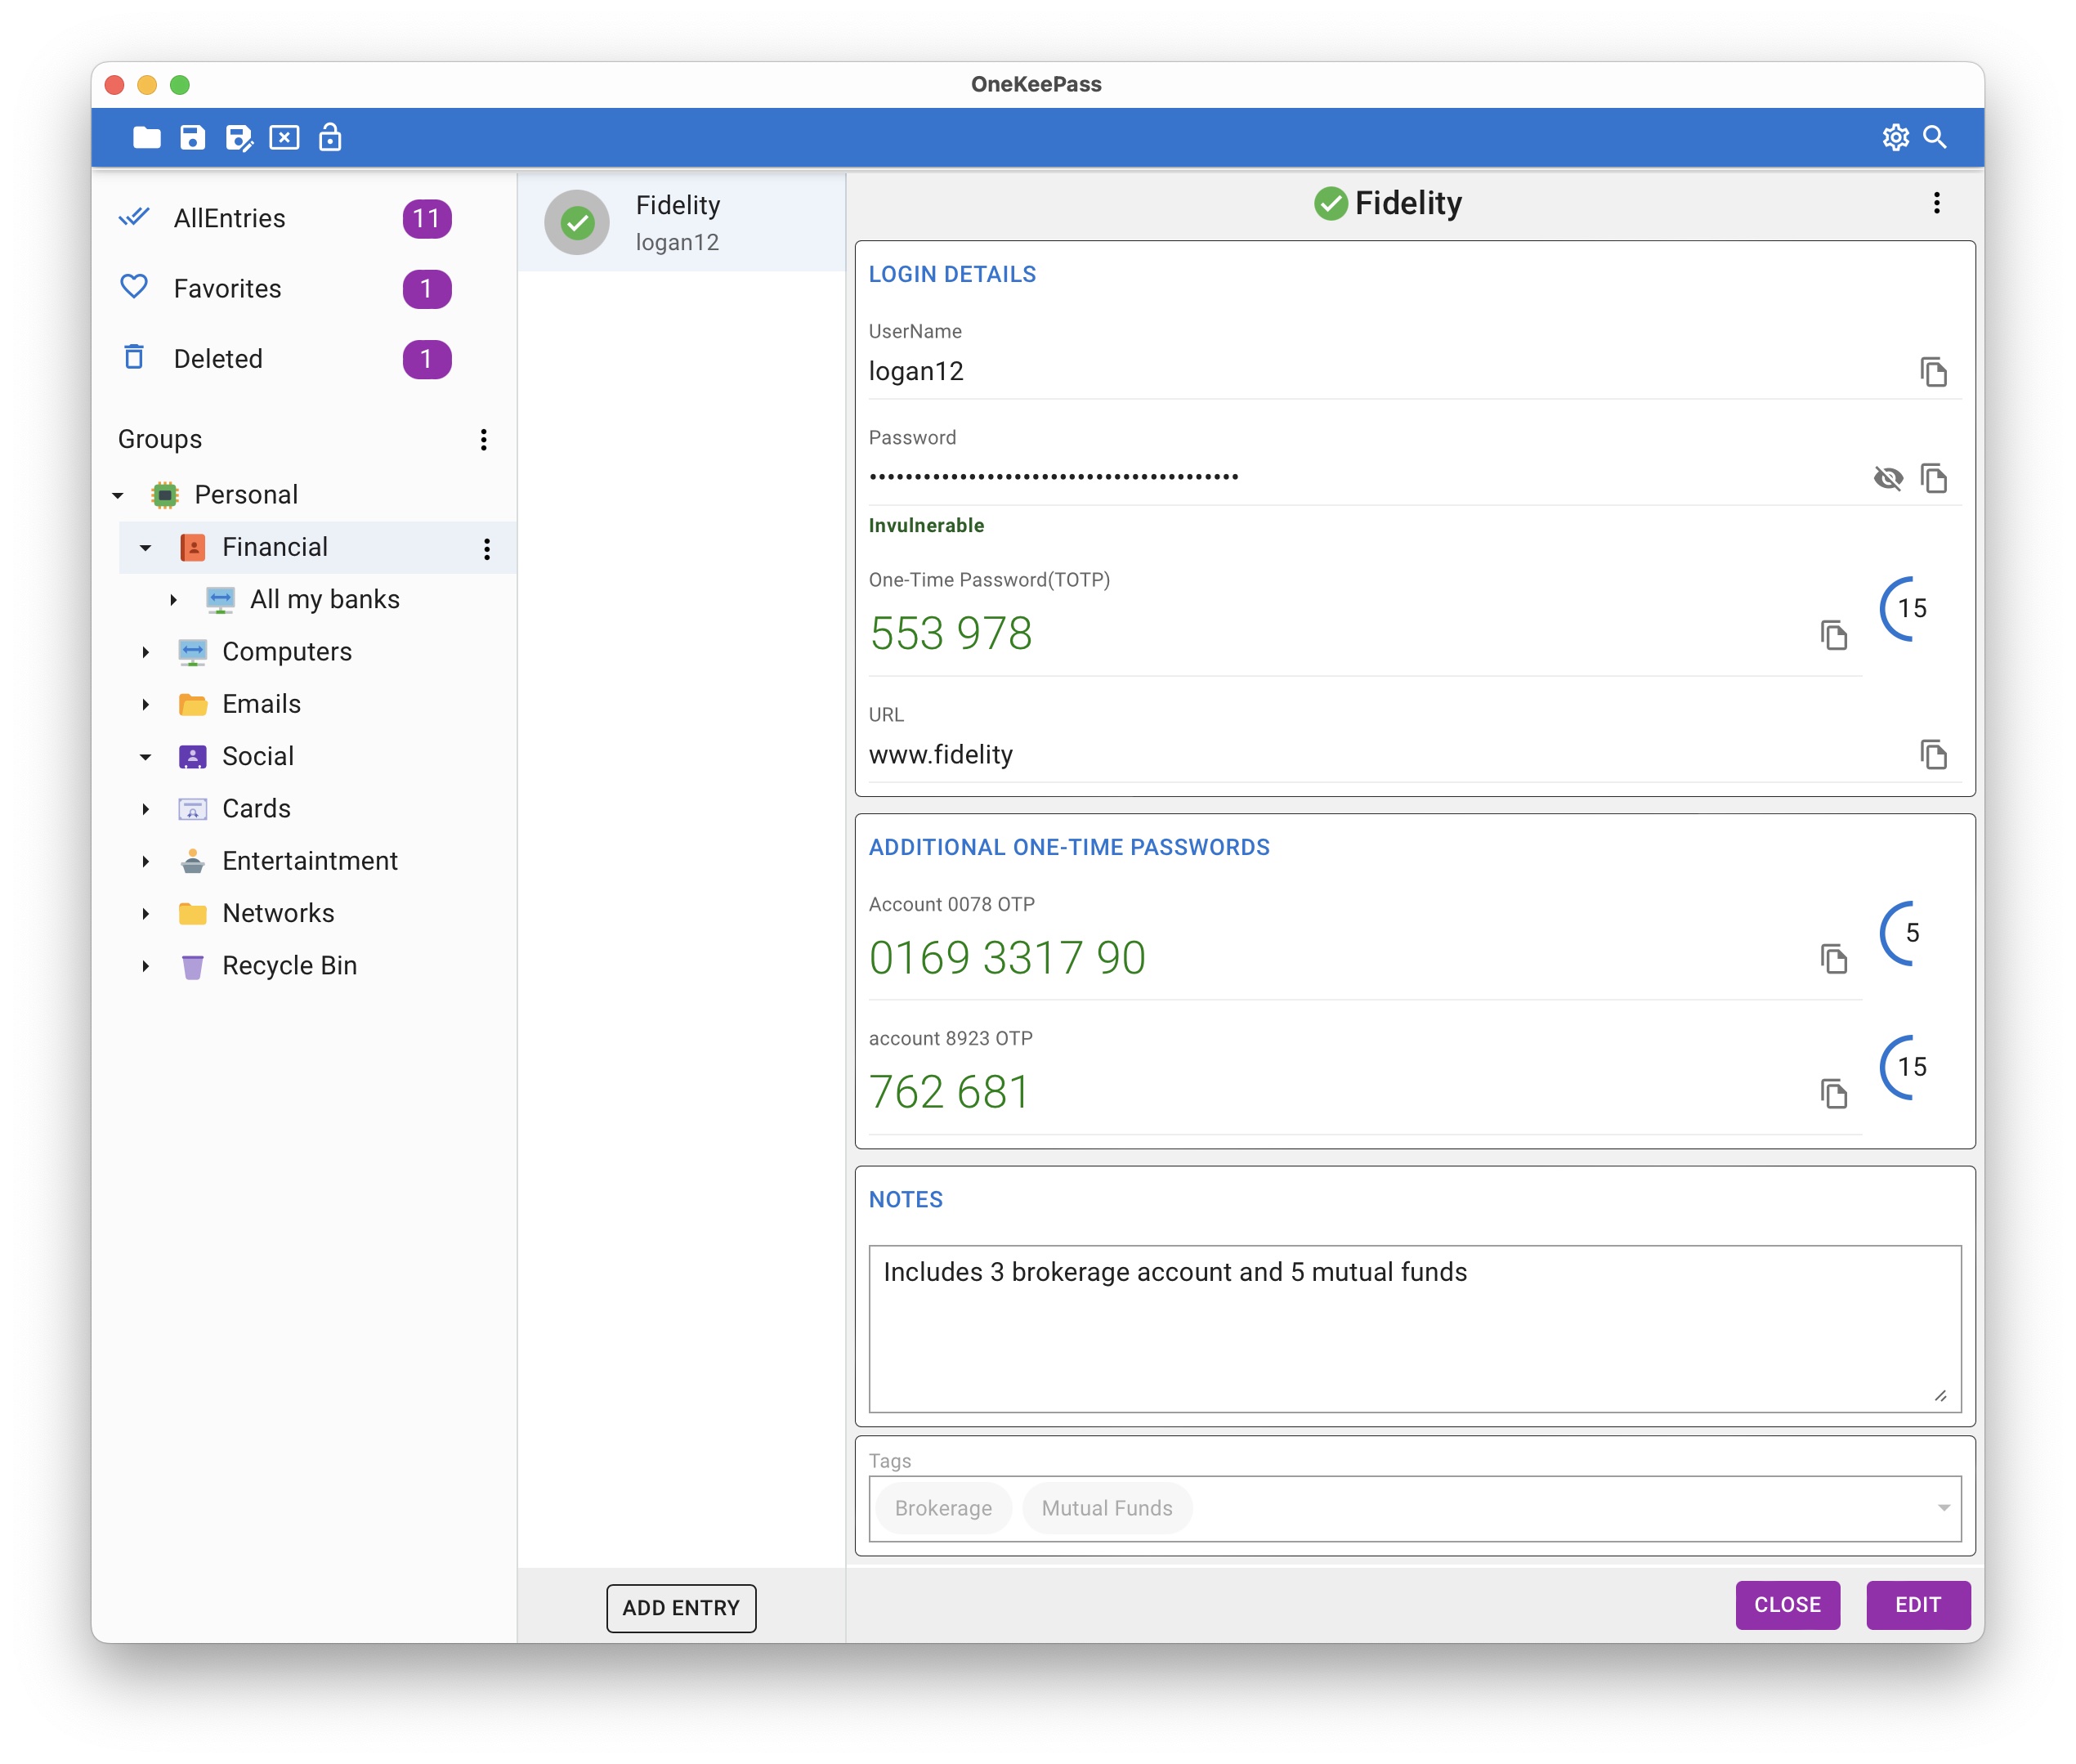 OneKeePass
AllEntries 11
Favorites 1
Deleted 1
Groups
Personal
Financial
All my banks
Computers
Emails
Social
Cards
Entertaintment
Networks
Recycle Bin
Fidelity
logan12
ADD ENTRY
Fidelity
LOGIN DETAILS
UserName
logan12
Password
••••••••••••••••••••••••••••••••••••••••
Invulnerable
One-Time Password(TOTP)
553 978
15
URL
www.fidelity
ADDITIONAL ONE-TIME PASSWORDS
Account 0078 OTP
0169 3317 90
5
account 8923 OTP
762 681
15
NOTES
Includes 3 brokerage account and 5 mutual funds
Tags
Brokerage Mutual Funds
CLOSE EDIT